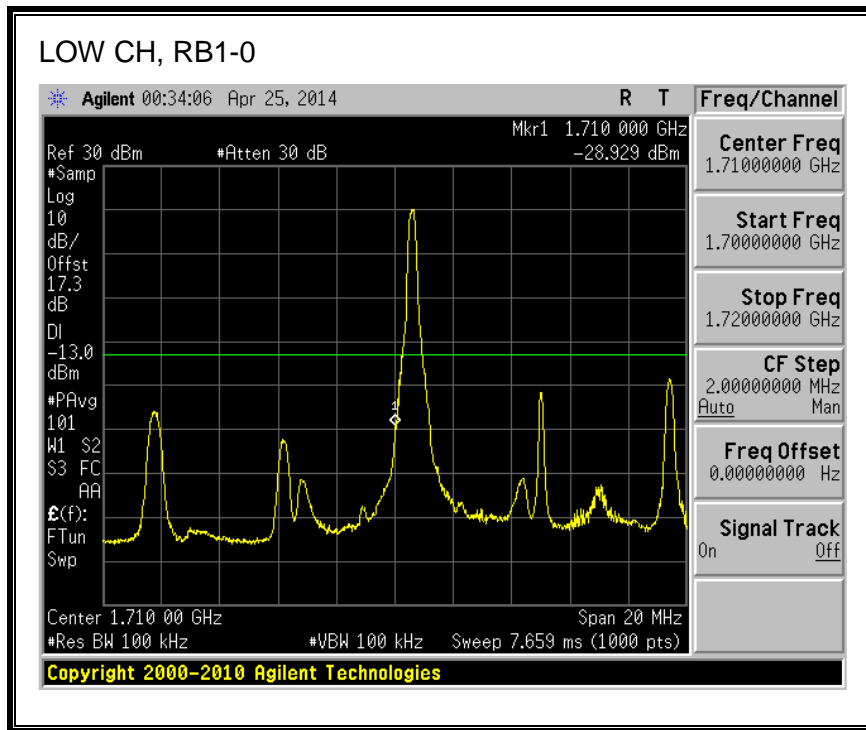 LOW CH, RB1-0
Agilent 00:34:06 Apr 25, 2014 R T
Freq/Channel
Mkr1 1.710 000 GHz
Ref 30 dBm #Atten 30 dB -28.929 dBm
#Samp
Log
10
dB/
Offst
17.3
dB
DI
-13.0
dBm
#PAvg
101
W1 S2
S3 FC
AA
£(f):
FTun
Swp
1
Center 1.710 00 GHz Span 20 MHz
#Res BW 100 kHz #VBW 100 kHz Sweep 7.659 ms (1000 pts)
Center Freq
1.71000000 GHz
Start Freq
1.70000000 GHz
Stop Freq
1.72000000 GHz
CF Step
2.00000000 MHz
Auto Man
Freq Offset
0.00000000 Hz
Signal Track
On Off
Copyright 2000-2010 Agilent Technologies